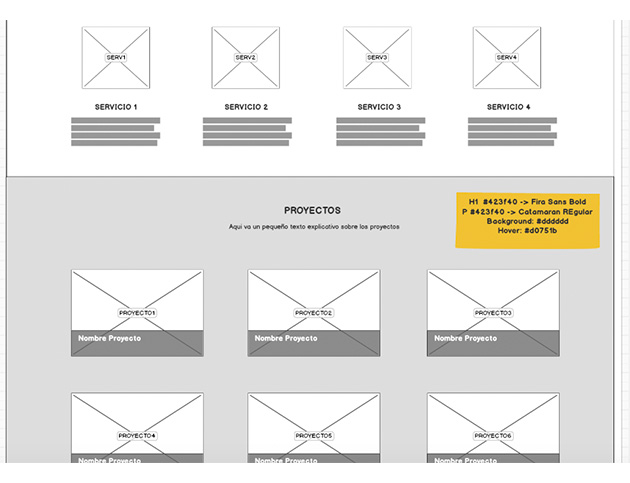 SERV1 SERV2 SERV3 SERV4
SERVICIO 1 SERVICIO 2 SERVICIO 3 SERVICIO 4
PROYECTOS
Aqui va un pequeño texto explicativo sobre los proyectos
H1 #423f40 -> Fira Sans Bold
P #423f40 -> Catamaran REgular
Background: #dddddd
Hover: #d0751b
PROYECTO1 PROYECTO2 PROYECTO3
Nombre Proyecto Nombre Proyecto Nombre Proyecto
PROYECTO4 PROYECTO5 PROYECTO6
Nombre Proyecto Nombre Proyecto Nombre Proyecto